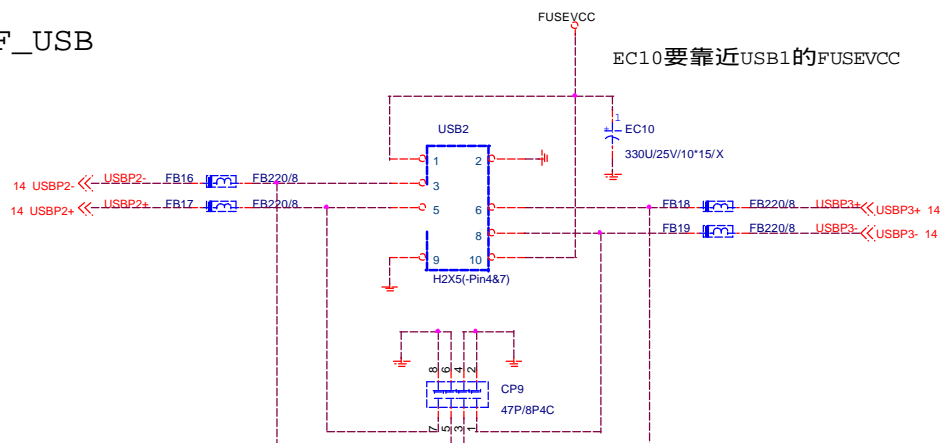 FUSEVCC
F_USB
EC10要靠近USB1的FUSEVCC
1
EC10
330U/25V/10*15/X
USB2
1 2
14 USBP2- USBP2- FB16 FB220/8 3
14 USBP2+ USBP2+ FB17 FB220/8 5 6 FB18 FB220/8 USBP3+ USBP3+ 14
8 FB19 FB220/8 USBP3- USBP3- 14
9 10
H2X5(-Pin4&7)
8 6 4 2
CP9
47P/8P4C
7 5 3 1